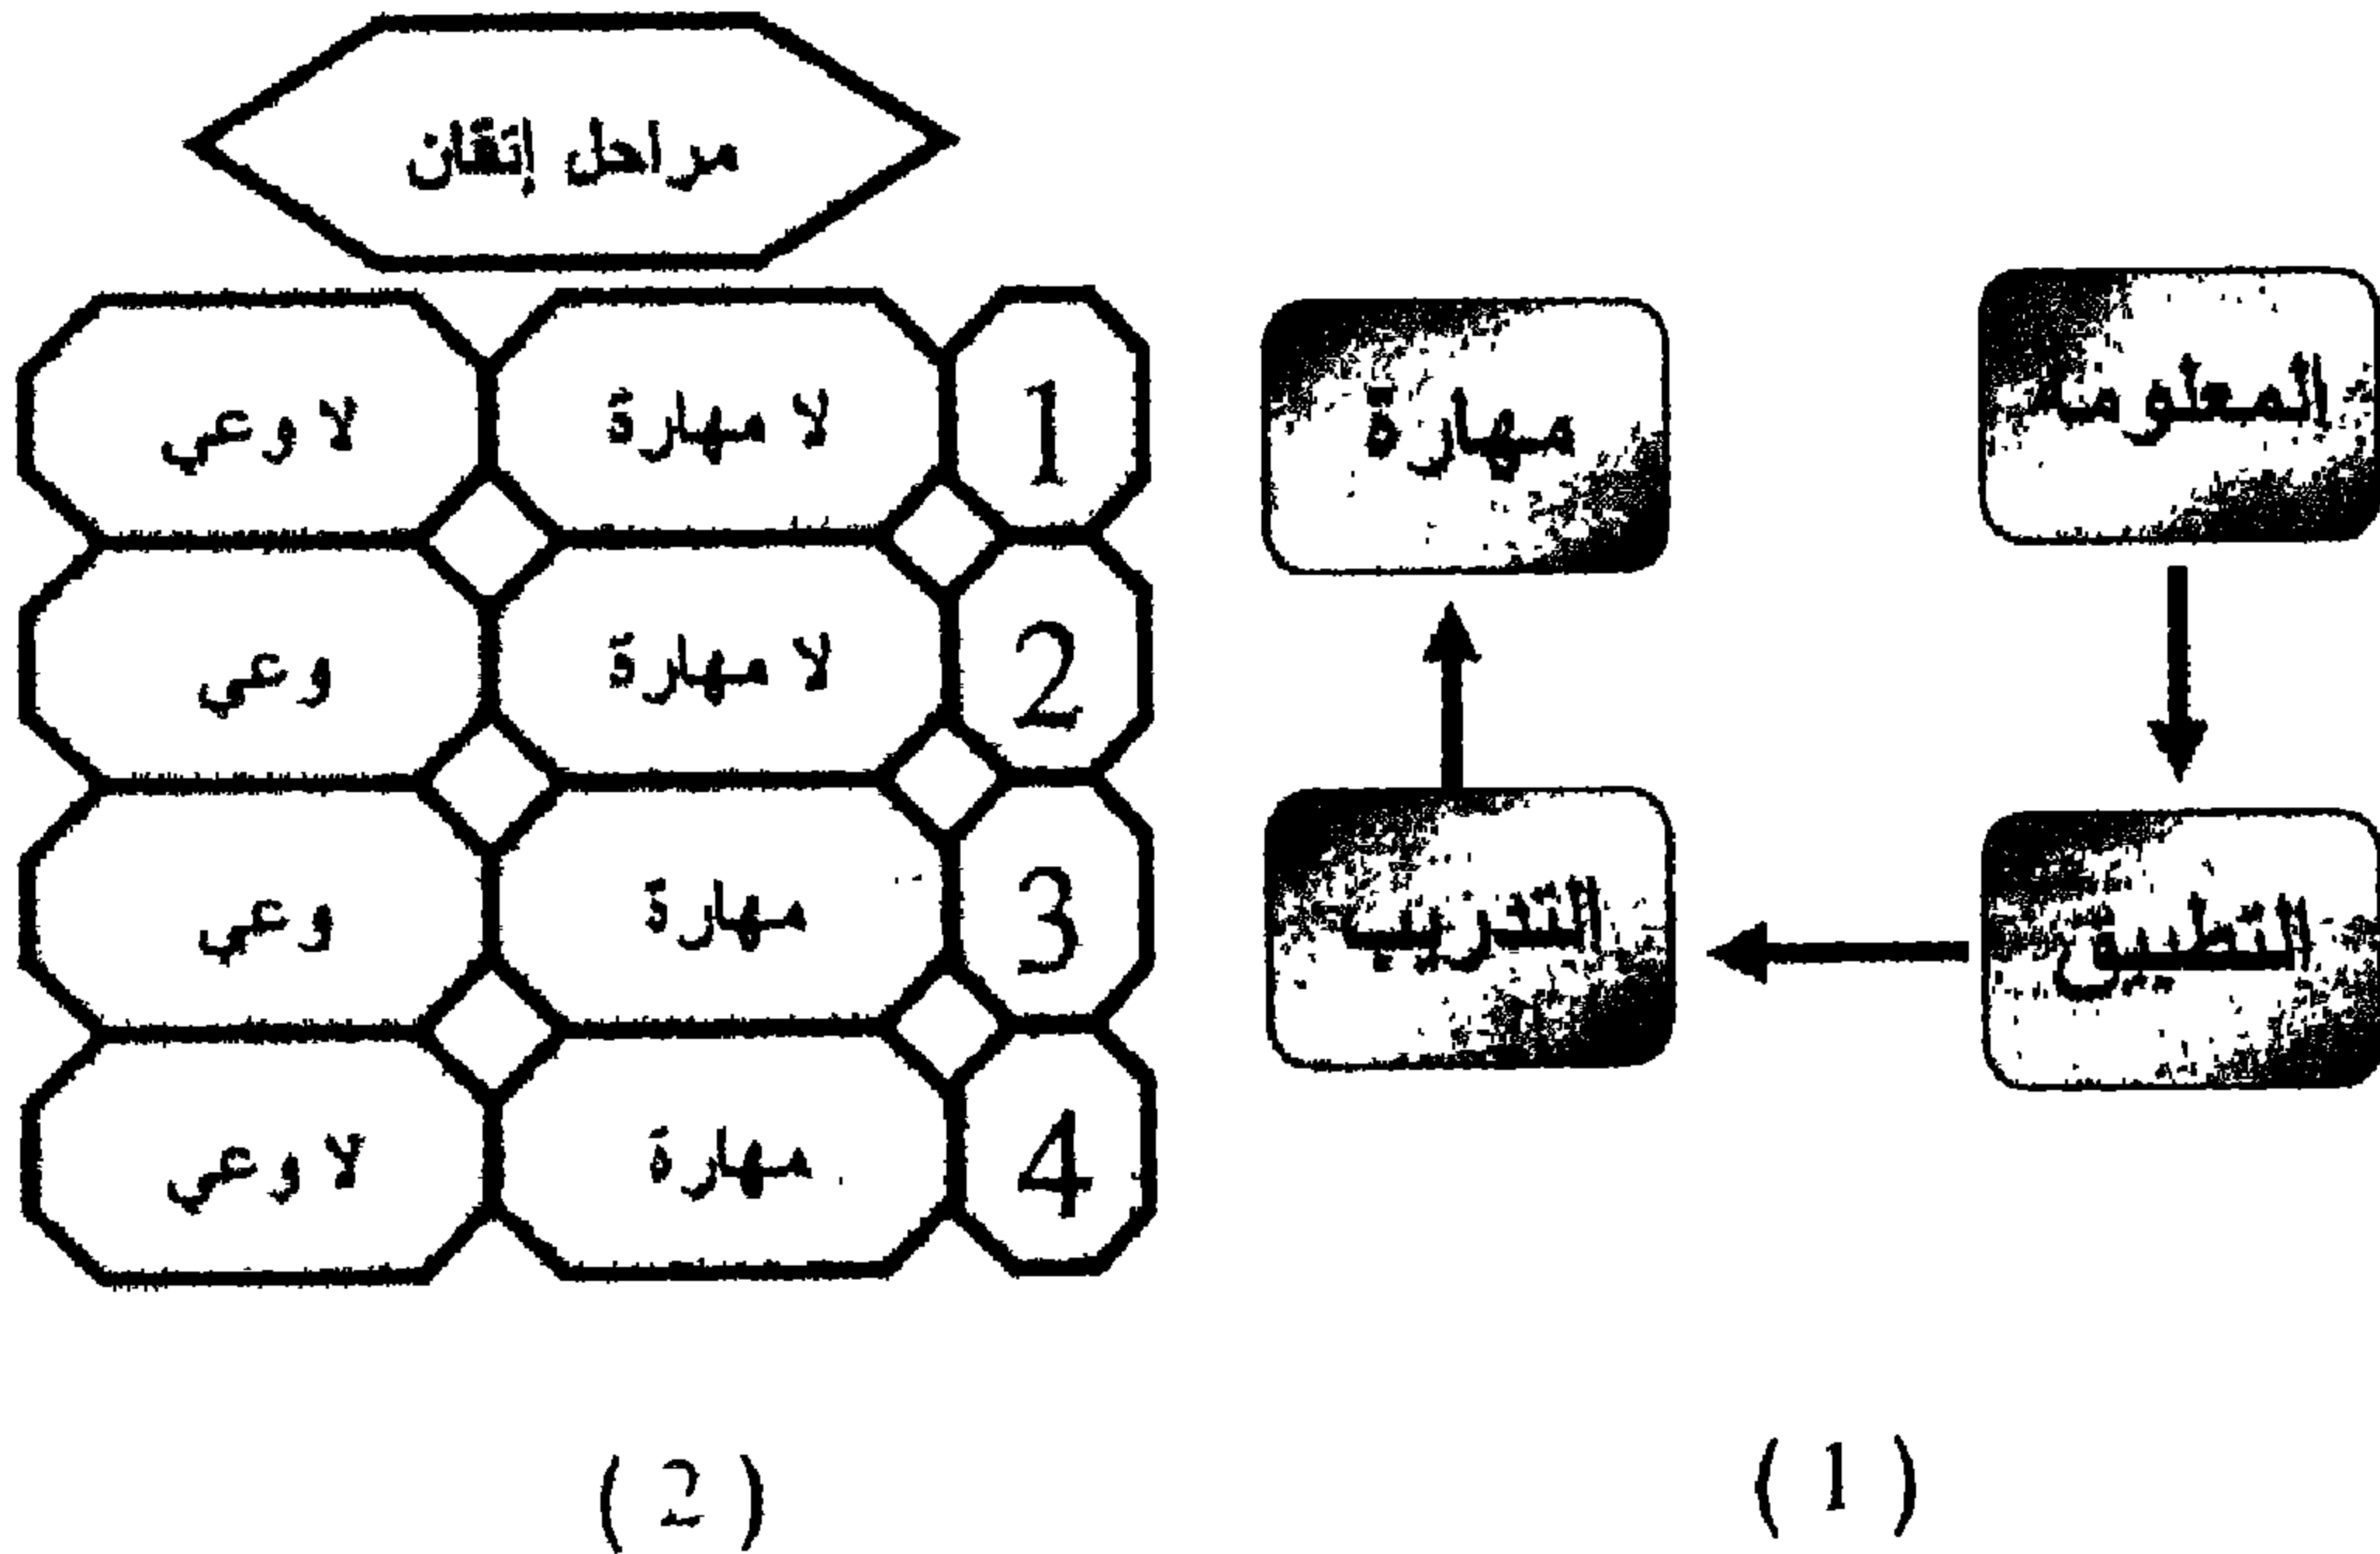 المعلومة
التطبيق
التدريب
مهارة
( 1 )
مراحل إتقان
1 لا مهارة لا وعي
2 لا مهارة وعي
3 مهارة وعي
4 مهارة لا وعي
( 2 )